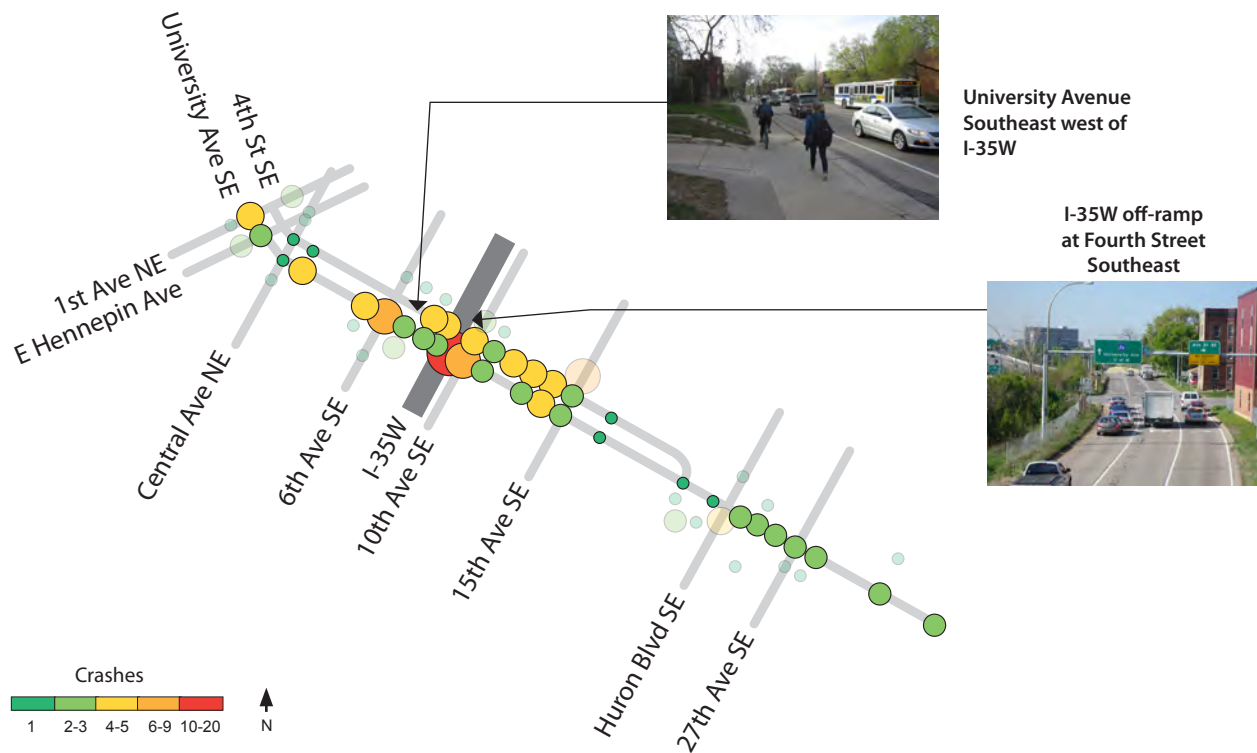 University Ave SE
4th St SE
University Avenue
Southeast west of
I-35W
I-35W off-ramp
at Fourth Street
Southeast
1st Ave NE
E Hennepin Ave
Central Ave NE
6th Ave SE
I-35W
10th Ave SE
15th Ave SE
Huron Blvd SE
27th Ave SE
Crashes
1
2-3
4-5
6-9
10-20
N
University Ave